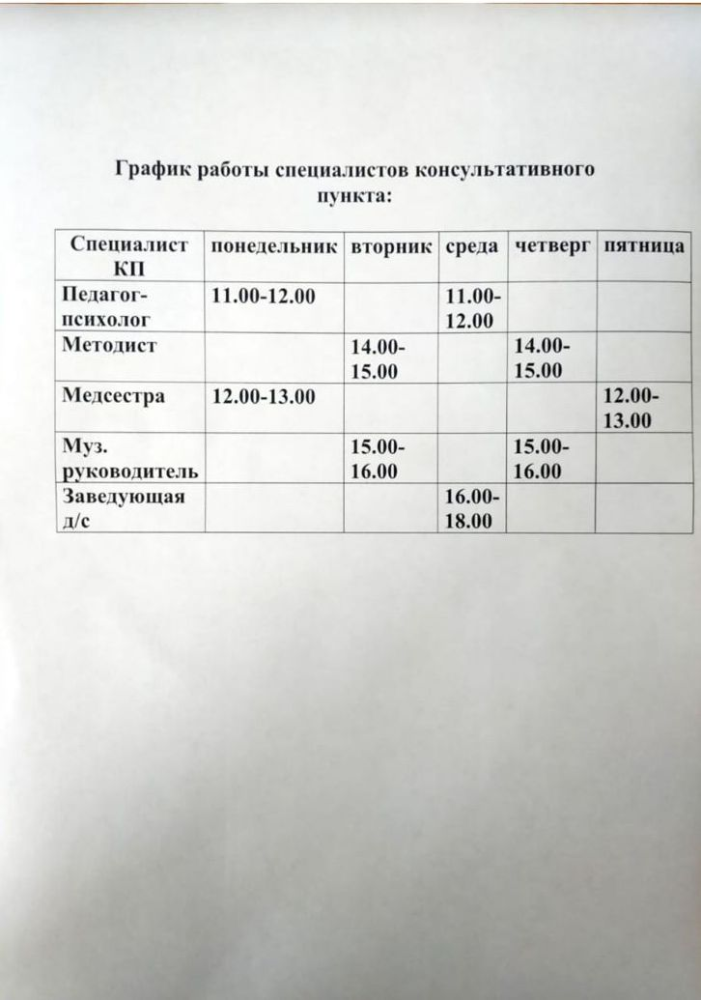 График работы специалистов консультативного
пункта:
Специалист КП понедельник вторник среда четверг пятница
Педагог-психолог 11.00-12.00 11.00-12.00
Методист 14.00-15.00 14.00-15.00
Медсестра 12.00-13.00 12.00-13.00
Муз. руководитель 15.00-16.00 15.00-16.00
Заведующая д/с 16.00-18.00